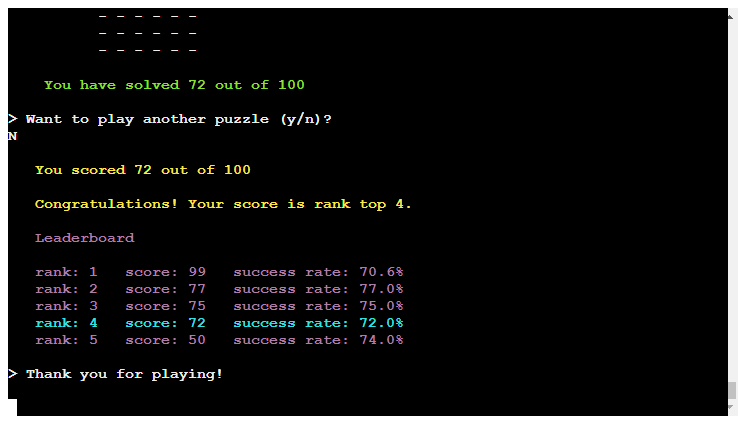 - - - - - -
- - - - - -
- - - - - -
You have solved 72 out of 100
> Want to play another puzzle (y/n)?
N
You scored 72 out of 100
Congratulations! Your score is rank top 4.
Leaderboard
rank: 1   score: 99   success rate: 70.6%
rank: 2   score: 77   success rate: 77.0%
rank: 3   score: 75   success rate: 75.0%
rank: 4   score: 72   success rate: 72.0%
rank: 5   score: 50   success rate: 74.0%
> Thank you for playing!